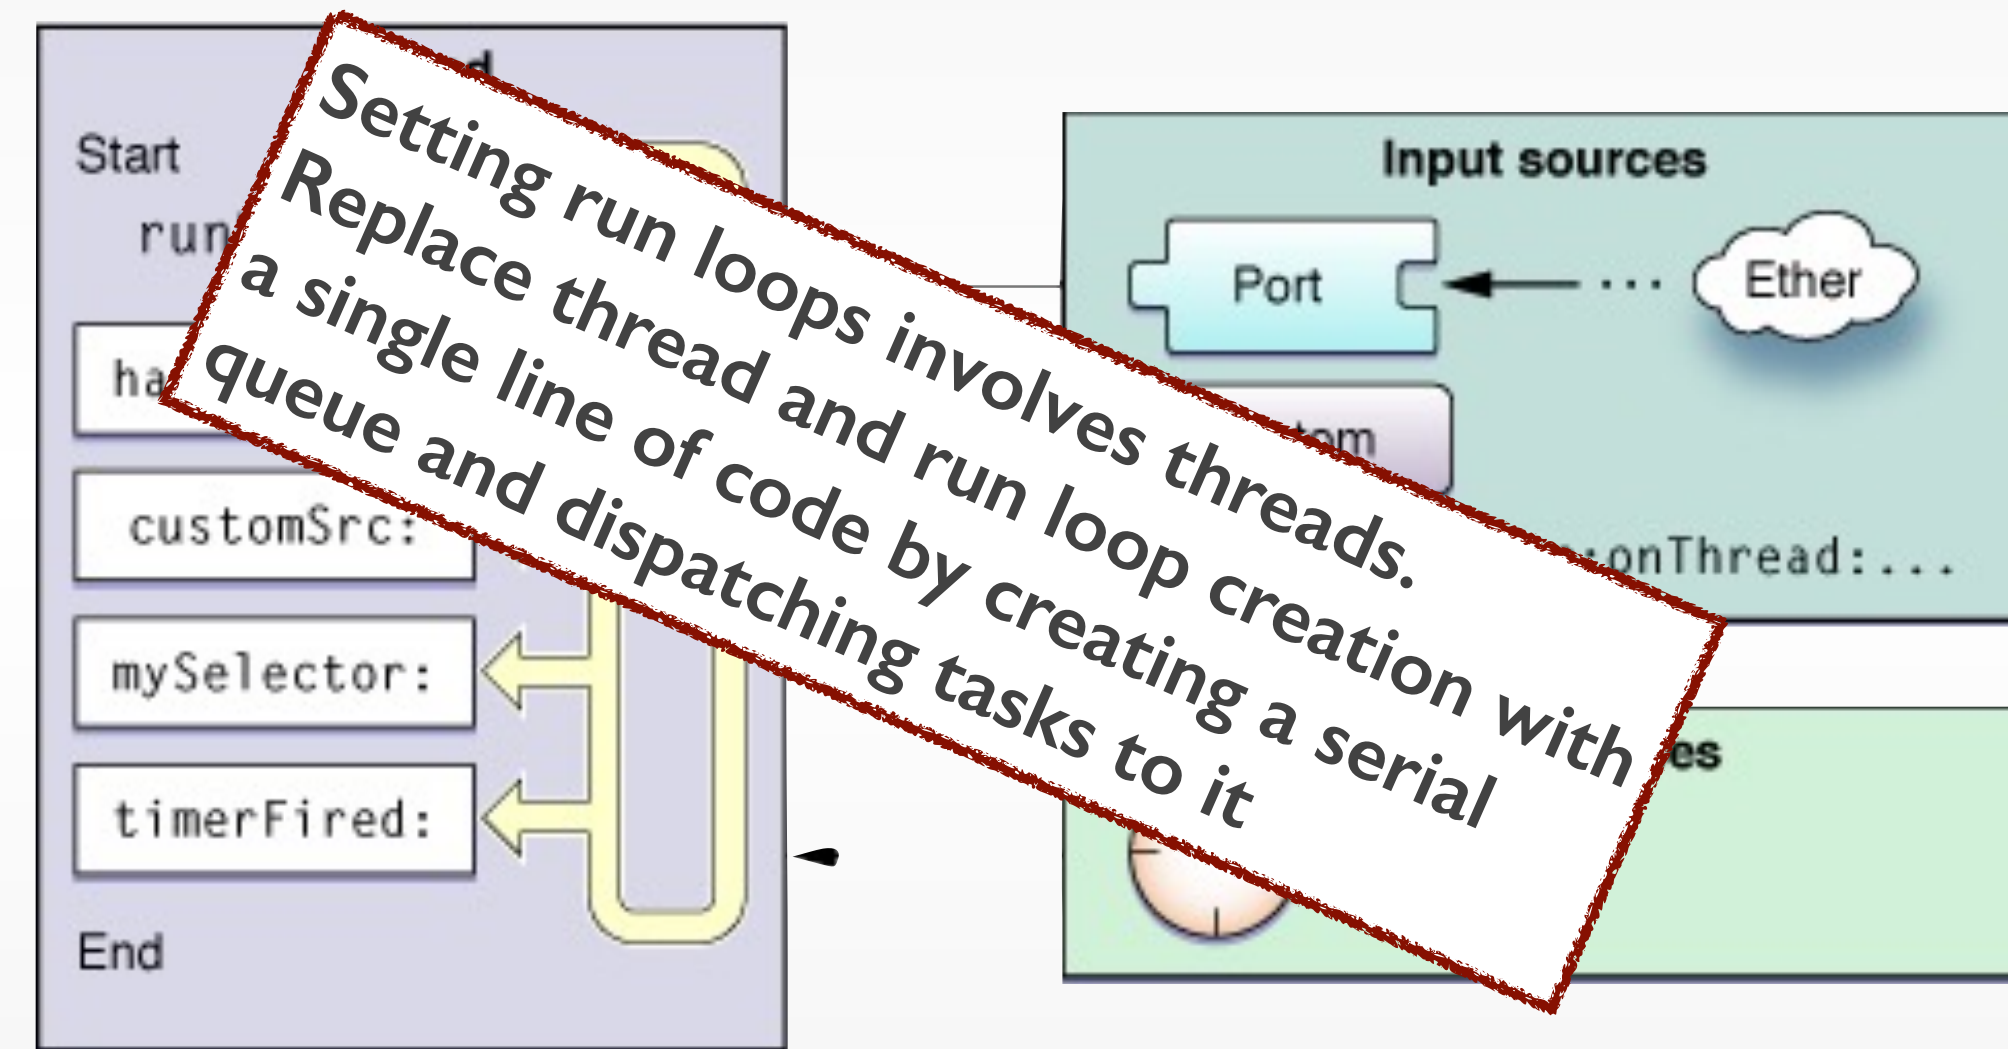 Setting run loops involves threads.
Replace thread and run loop creation with
a single line of code by creating a serial
queue and dispatching tasks to it
Start
customSrc:
mySelector:
timerFired:
End
Input sources
Port
Ether
:onThread:...